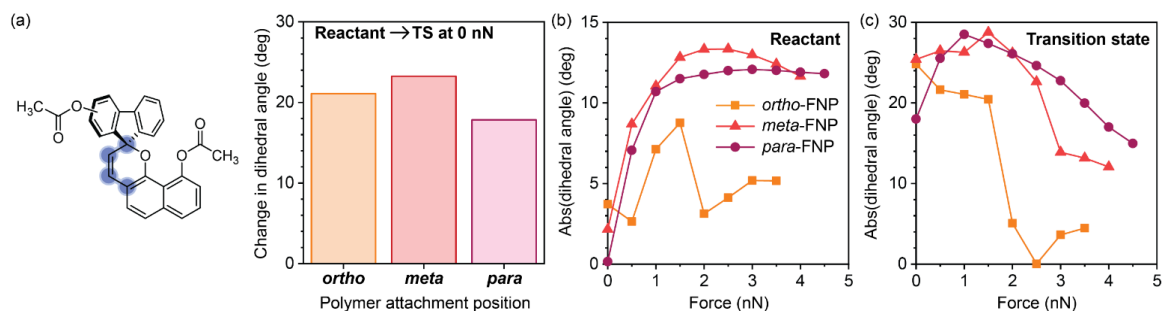 (a)
H₃C
O
O
O
O
O
CH₃
Change in dihedral angle (deg)
30
20
10
0
Reactant → TS at 0 nN
ortho meta para
Polymer attachment position
(b)
Abs(dihedral angle) (deg)
15
10
5
0
Reactant
ortho-FNP
meta-FNP
para-FNP
0 1 2 3 4 5
Force (nN)
(c)
Abs(dihedral angle) (deg)
30
20
10
0
Transition state
0 1 2 3 4 5
Force (nN)